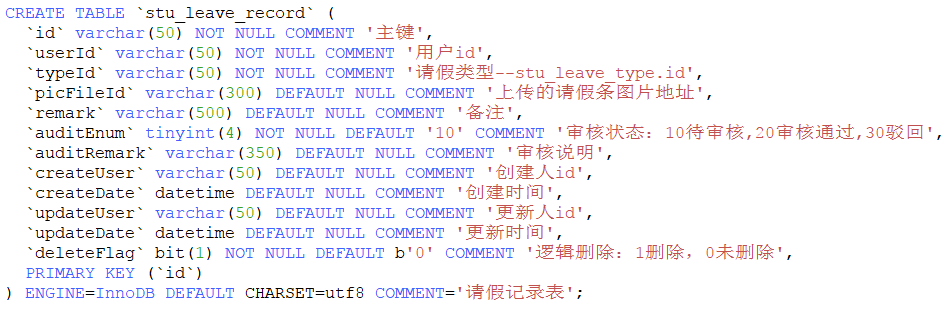 CREATE TABLE `stu_leave_record` (
  `id` varchar(50) NOT NULL COMMENT '主键',
  `userId` varchar(50) NOT NULL COMMENT '用户id',
  `typeId` varchar(50) NOT NULL COMMENT '请假类型--stu_leave_type.id',
  `picFileId` varchar(300) DEFAULT NULL COMMENT '上传的请假条图片地址',
  `remark` varchar(500) DEFAULT NULL COMMENT '备注',
  `auditEnum` tinyint(4) NOT NULL DEFAULT '10' COMMENT '审核状态：10待审核,20审核通过,30驳回',
  `auditRemark` varchar(350) DEFAULT NULL COMMENT '审核说明',
  `createUser` varchar(50) DEFAULT NULL COMMENT '创建人id',
  `createDate` datetime DEFAULT NULL COMMENT '创建时间',
  `updateUser` varchar(50) DEFAULT NULL COMMENT '更新人id',
  `updateDate` datetime DEFAULT NULL COMMENT '更新时间',
  `deleteFlag` bit(1) NOT NULL DEFAULT b'0' COMMENT '逻辑删除：1删除，0未删除',
  PRIMARY KEY (`id`)
) ENGINE=InnoDB DEFAULT CHARSET=utf8 COMMENT='请假记录表';